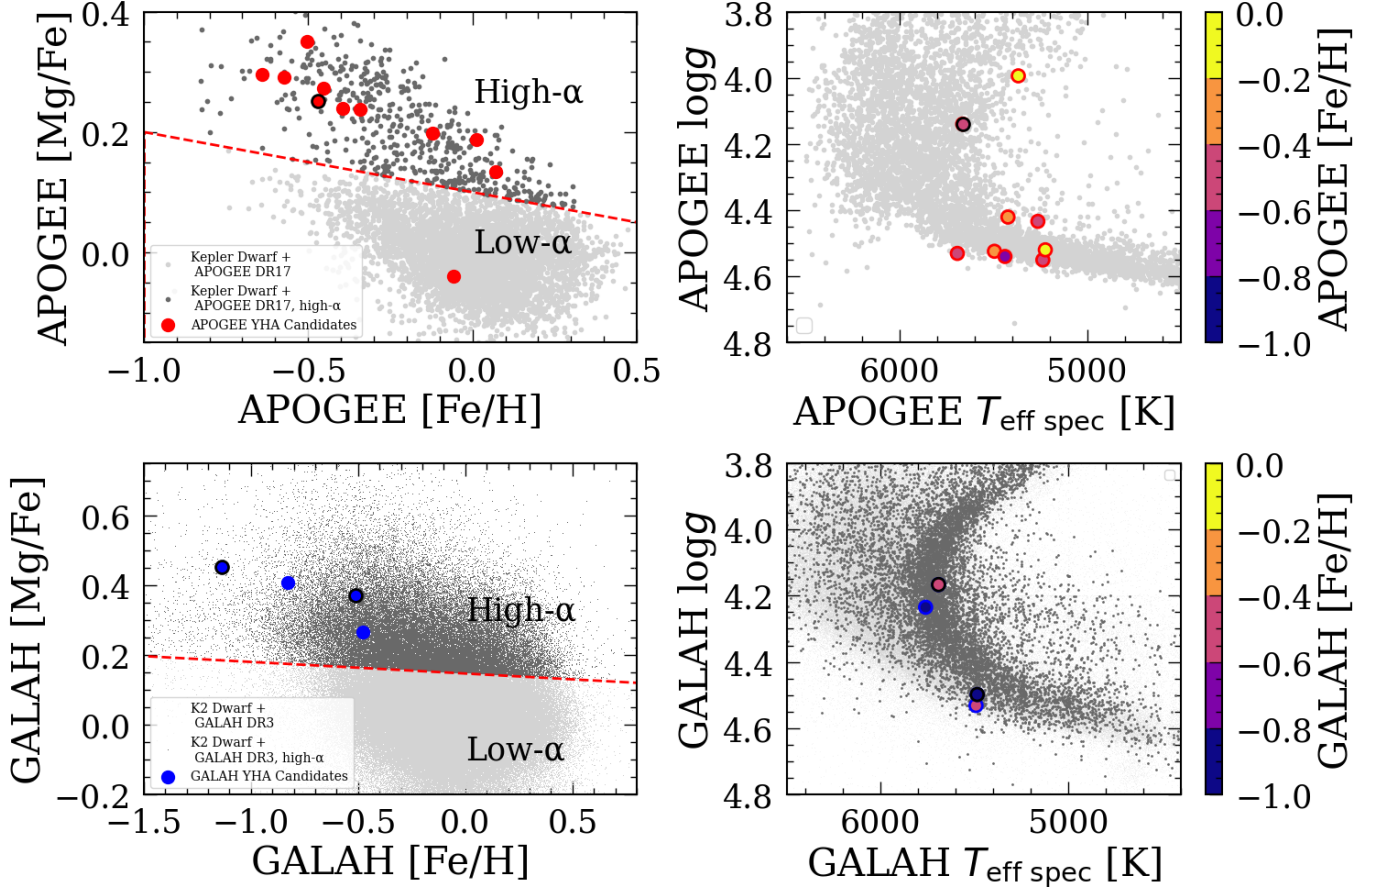 0.4
0.2
0.0
APOGEE [Mg/Fe]
High-α
Low-α
Kepler Dwarf +
APOGEE DR17
Kepler Dwarf +
APOGEE DR17, high-α
APOGEE YHA Candidates
−1.0
−0.5
0.0
0.5
APOGEE [Fe/H]
3.8
4.0
4.2
4.4
4.6
4.8
APOGEE logg
6000
5000
APOGEE Teff spec [K]
0.0
−0.2
−0.4
−0.6
−0.8
−1.0
APOGEE [Fe/H]
0.6
0.4
0.2
0.0
−0.2
GALAH [Mg/Fe]
High-α
Low-α
K2 Dwarf +
GALAH DR3
K2 Dwarf +
GALAH DR3, high-α
GALAH YHA Candidates
−1.5
−1.0
−0.5
0.0
0.5
GALAH [Fe/H]
3.8
4.0
4.2
4.4
4.6
4.8
GALAH logg
6000
5000
GALAH Teff spec [K]
0.0
−0.2
−0.4
−0.6
−0.8
−1.0
GALAH [Fe/H]